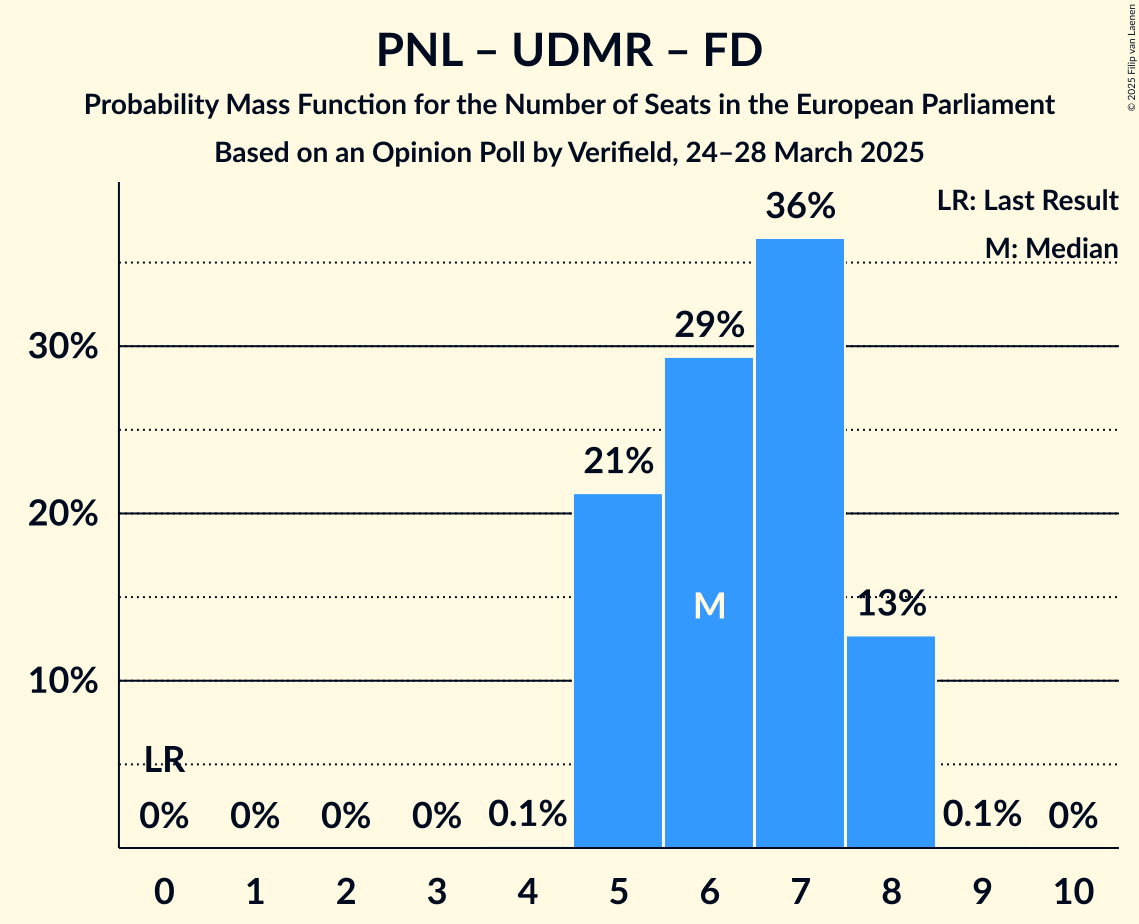 PNL – UDMR – FD
Probability Mass Function for the Number of Seats in the European Parliament
Based on an Opinion Poll by Verifield, 24–28 March 2025
© 2025 Filip van Laenen
LR: Last Result
M: Median
36%
30%
29%
21%
20%
M
13%
10%
LR
0%
0%
0%
0%
0.1%
0.1%
0%
0 1 2 3 4 5 6 7 8 9 10